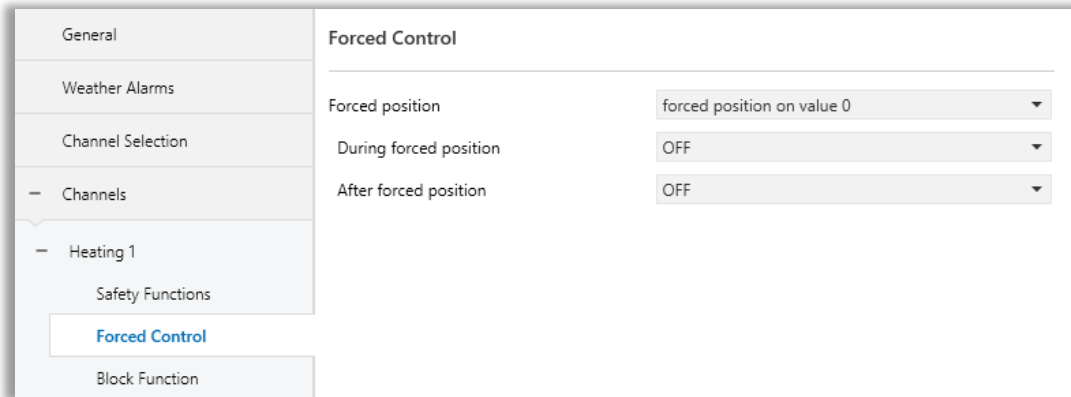 General
Weather Alarms
Channel Selection
− Channels
− Heating 1
Safety Functions
Forced Control
Block Function
Forced Control
Forced position forced position on value 0
During forced position OFF
After forced position OFF